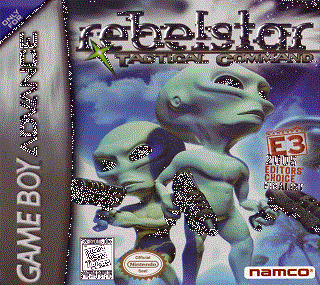 ONLY FOR
GAME BOY ADVANCE
rebelstar
TACTICAL COMMAND
E3
2005
EDITORS'
CHOICE
Official
Nintendo
Seal
namco